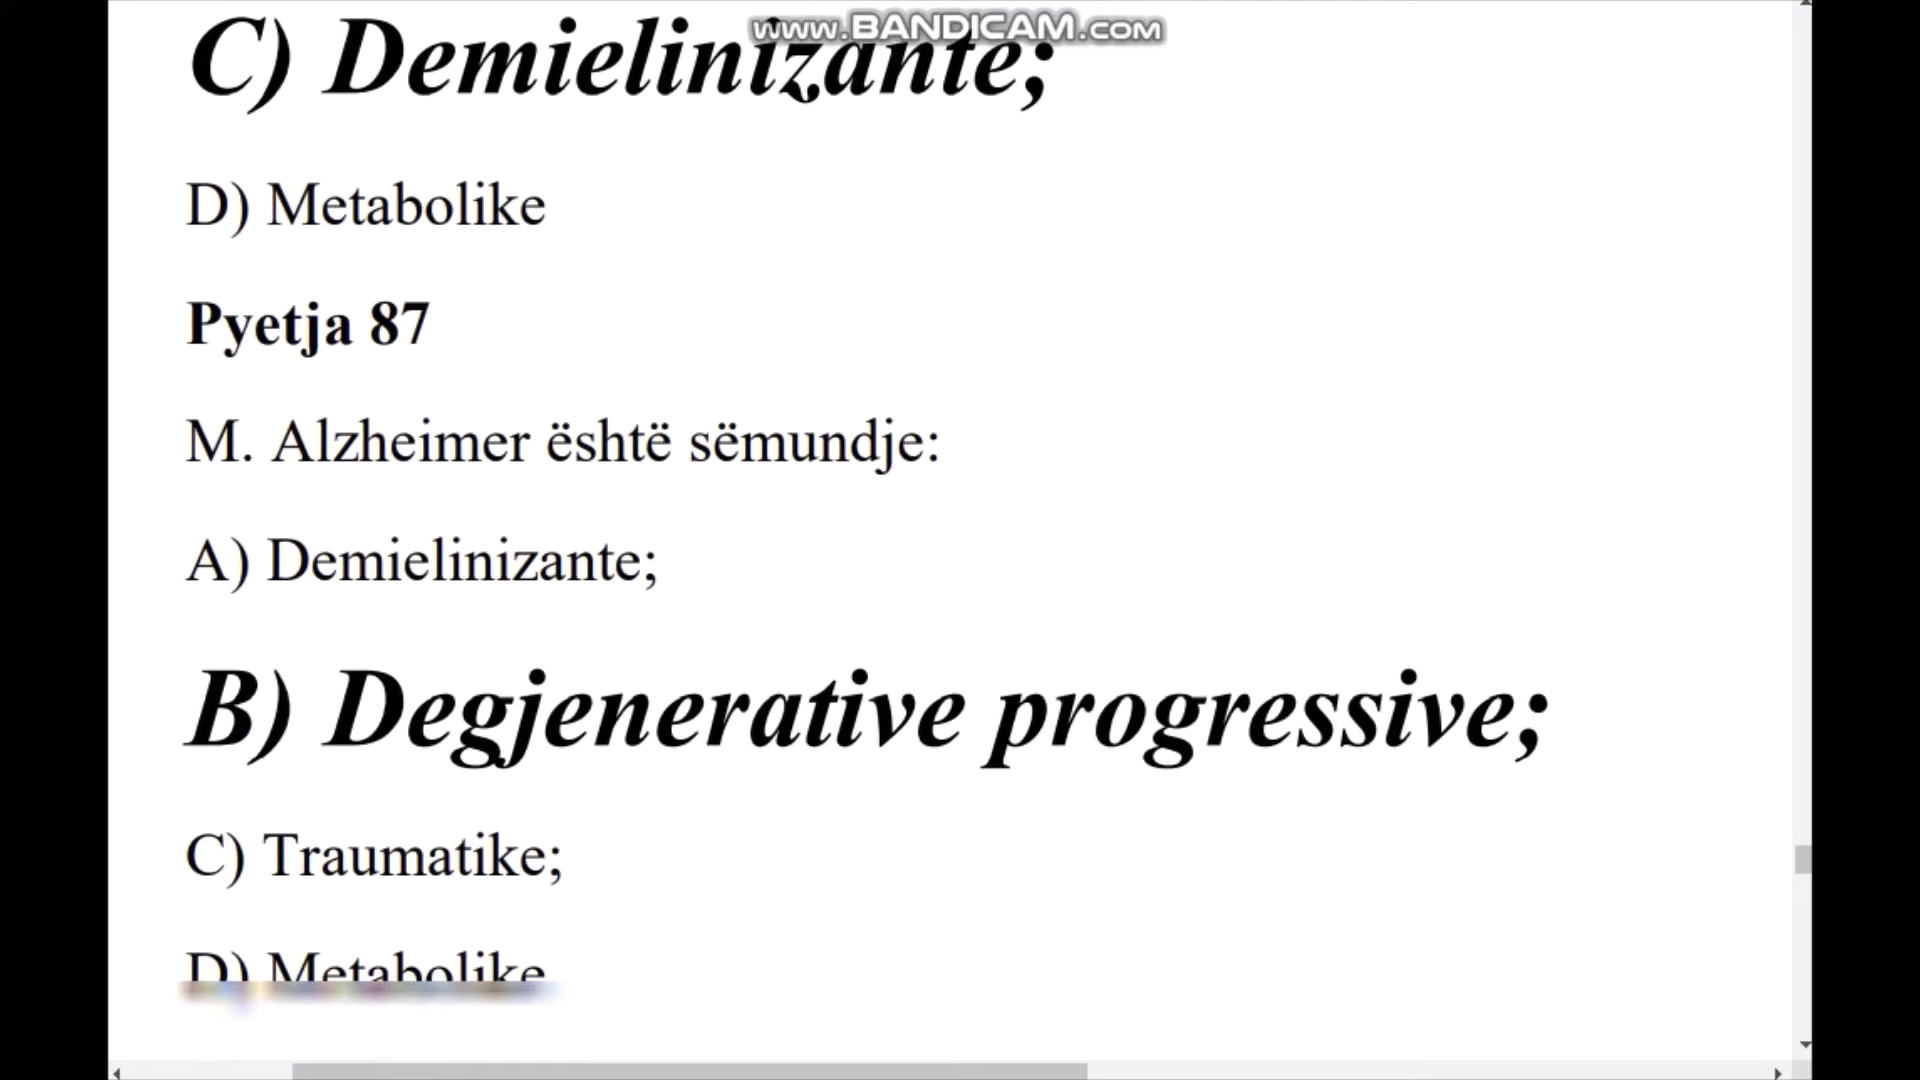 www.BANDICAM.com
C) Demielinizante;
D) Metabolike
Pyetja 87
M. Alzheimer është sëmundje:
A) Demielinizante;
B) Degjenerative progressive;
C) Traumatike;
D) Metabolike